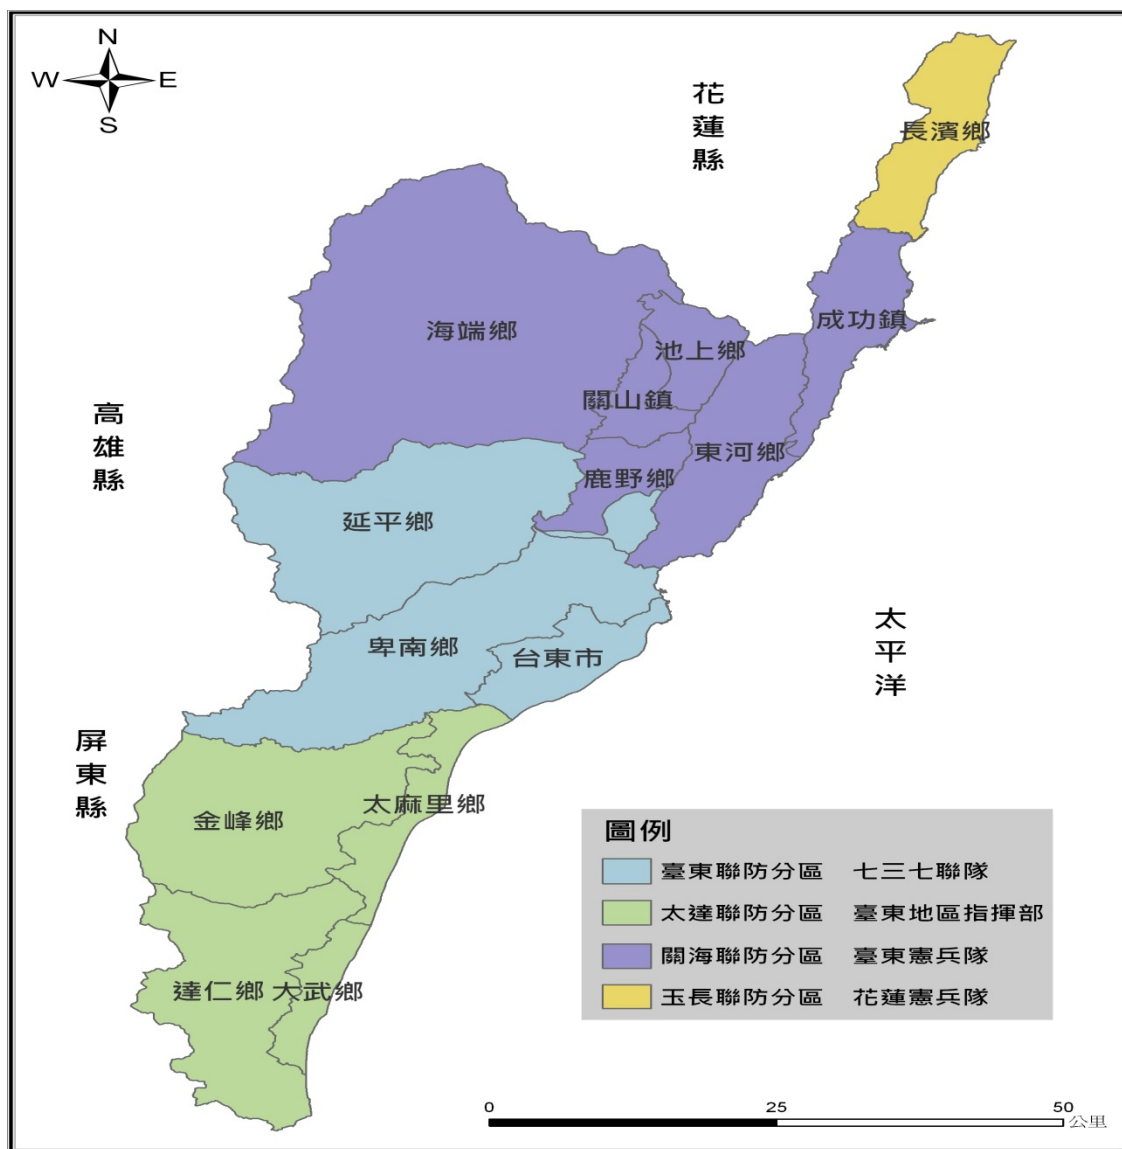 N
W E
S
花蓮縣
長濱鄉
成功鎮
海端鄉
池上鄉
關山鎮
高雄縣
東河鄉
鹿野鄉
延平鄉
太平洋
卑南鄉
台東市
屏東縣
太麻里鄉
金峰鄉
達仁鄉
大武鄉
圖例
臺東聯防分區 七三七聯隊
太達聯防分區 臺東地區指揮部
關海聯防分區 臺東憲兵隊
玉長聯防分區 花蓮憲兵隊
0 25 50
公里